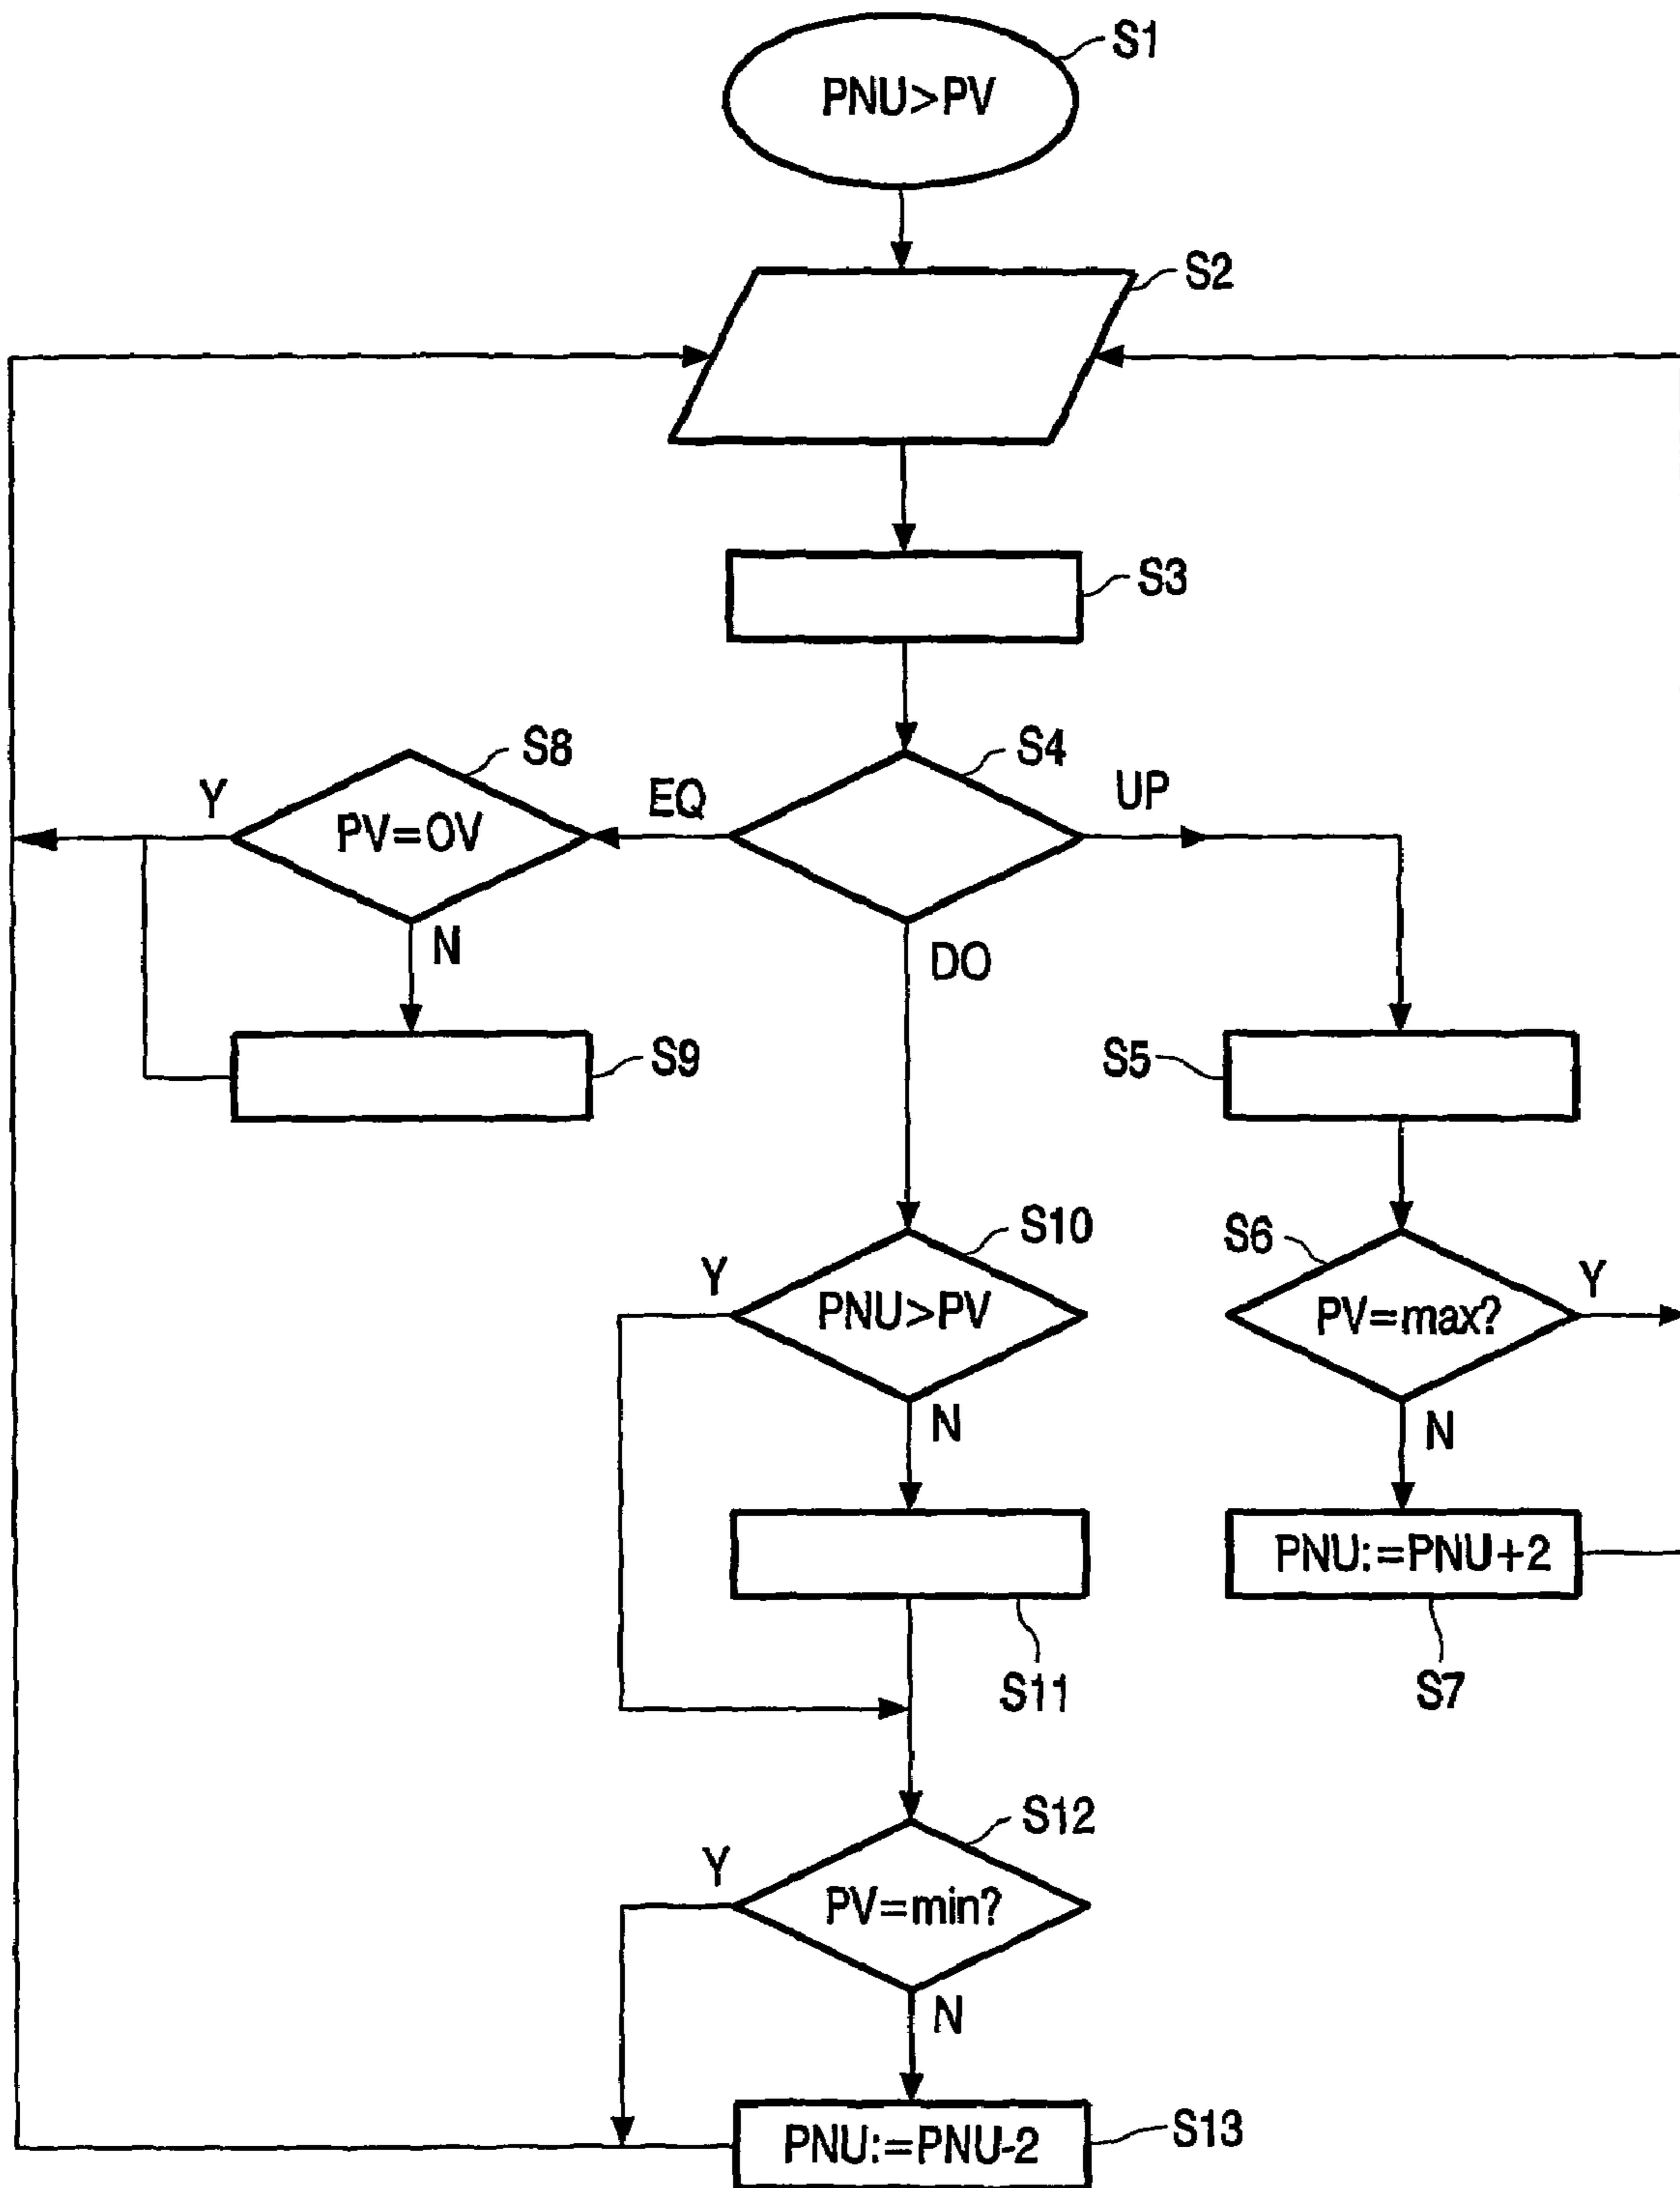 S1
PNU>PV
S2
S3
S8
S4
Y
EQ
UP
PV=OV
N
DO
S9
S5
S10
S6
Y
Y
PNU>PV
PV=max?
N
N
PNU:=PNU+2
S11
S7
S12
Y
PV=min?
N
PNU:=PNU-2
S13